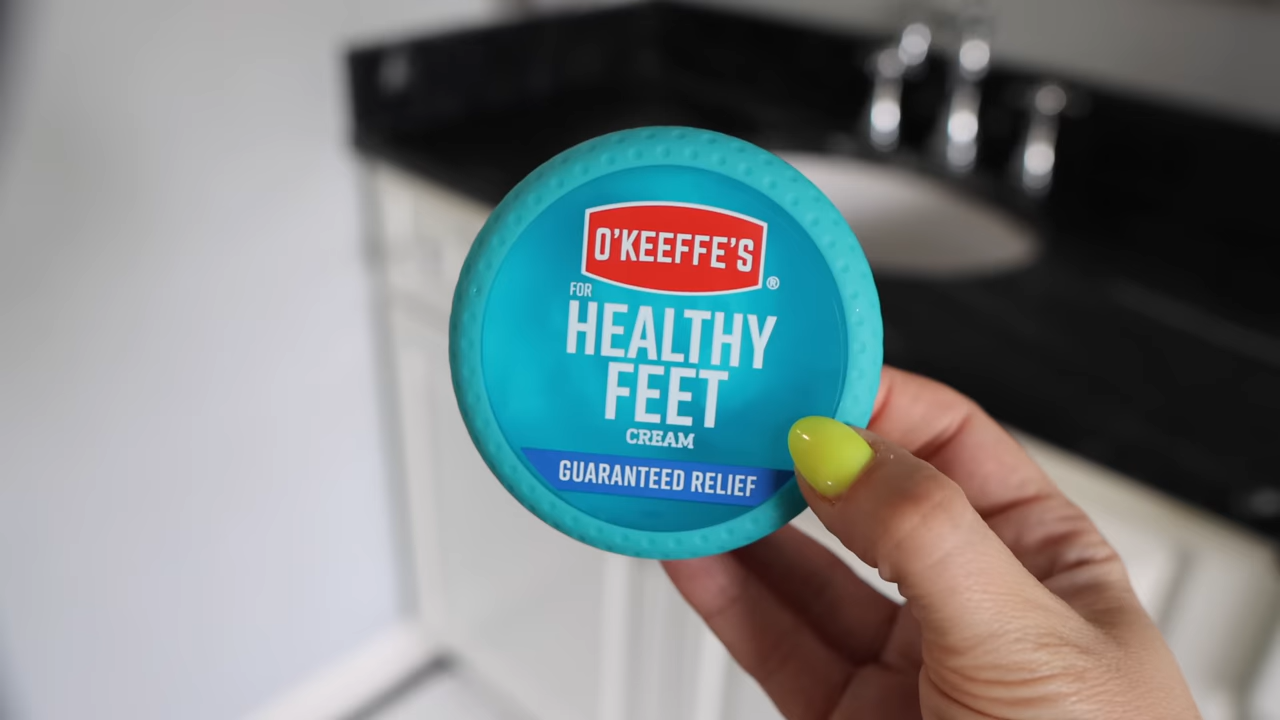 O'KEEFFE'S®
FOR
HEALTHY
FEET
CREAM
GUARANTEED RELIEF